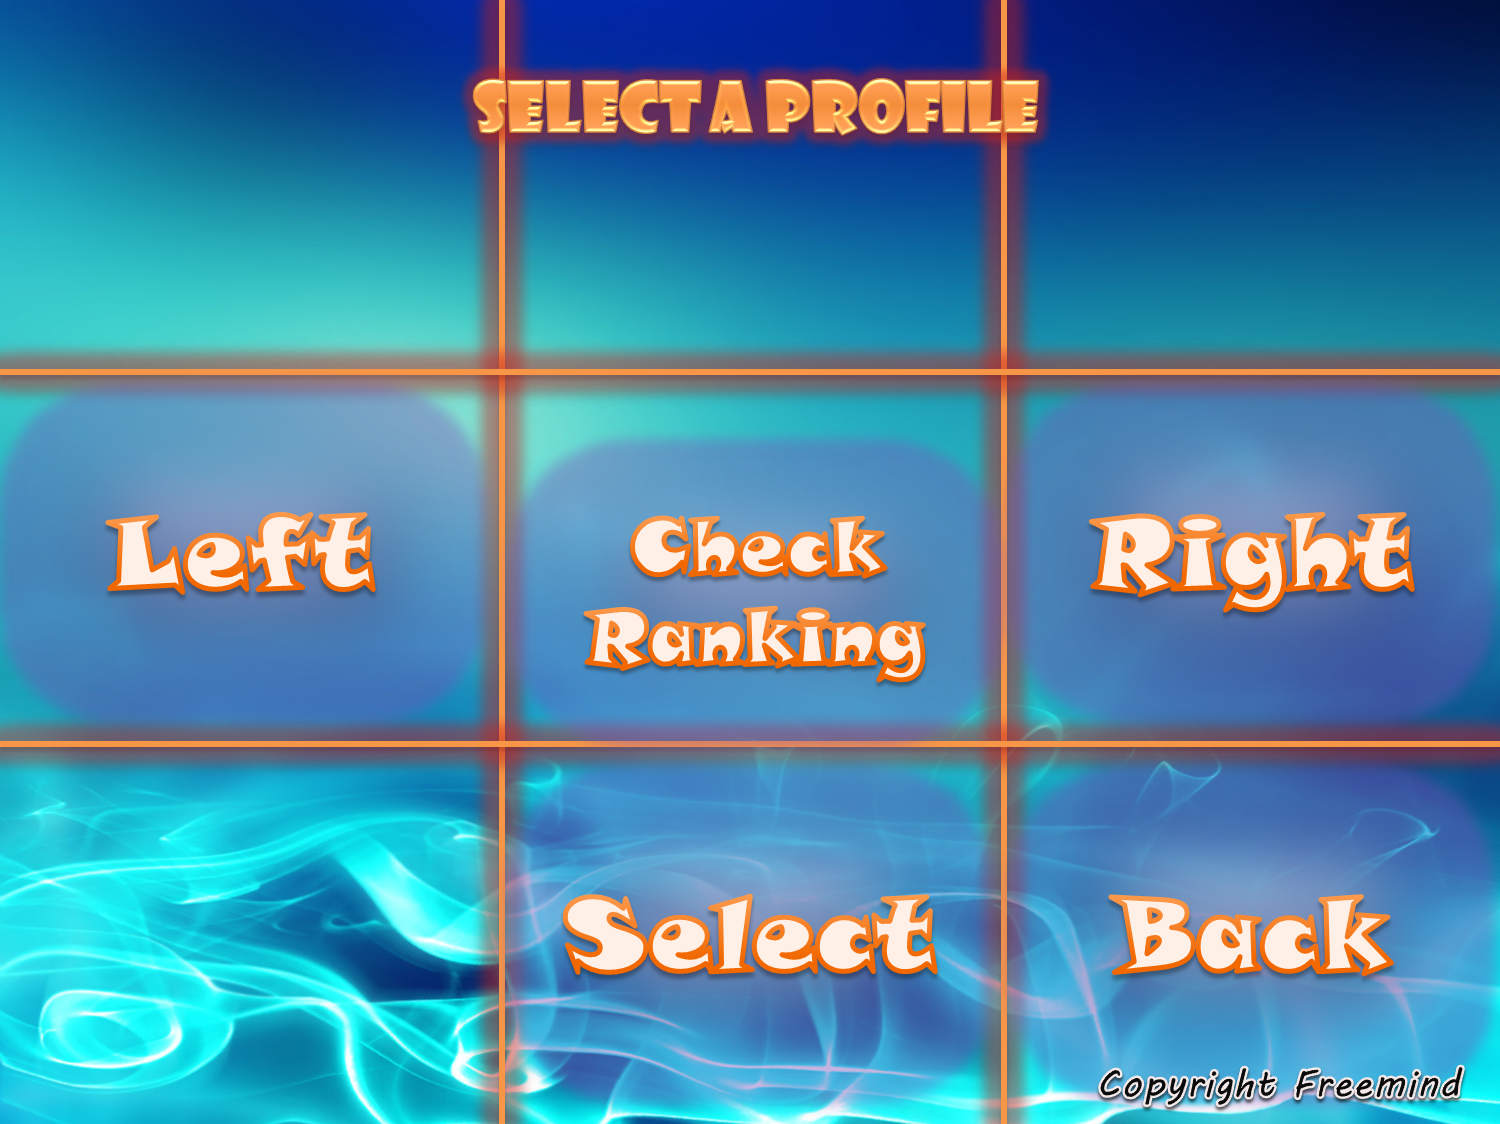 SELECT A PROFILE
Left
Check
Ranking
Right
Select
Back
Copyright Freemind